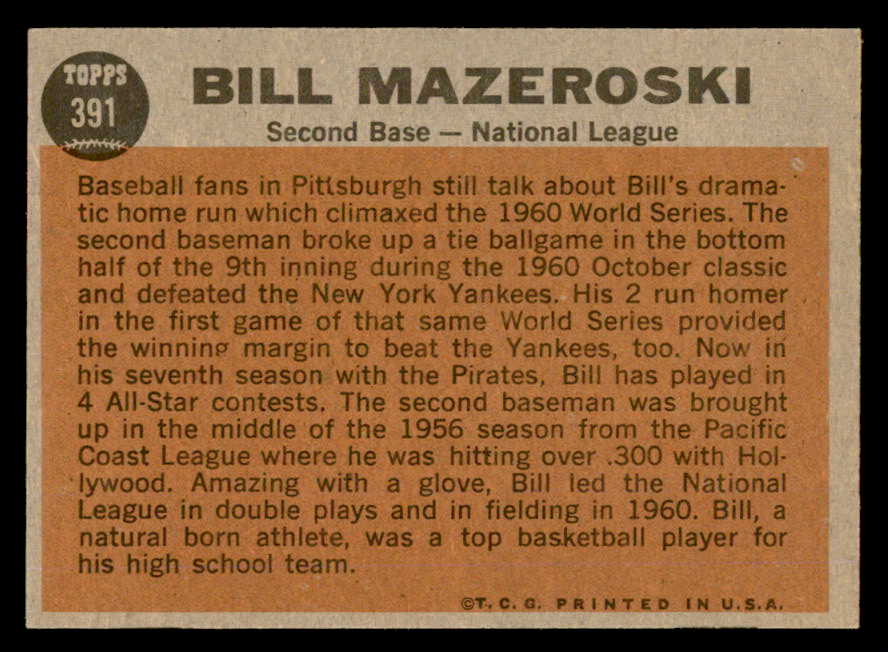 TOPPS
391
BILL MAZEROSKI
Second Base — National League
Baseball fans in Pittsburgh still talk about Bill's drama-
tic home run which climaxed the 1960 World Series. The
second baseman broke up a tie ballgame in the bottom
half of the 9th inning during the 1960 October classic
and defeated the New York Yankees. His 2 run homer
in the first game of that same World Series provided
the winning margin to beat the Yankees, too. Now in
his seventh season with the Pirates, Bill has played in
4 All-Star contests. The second baseman was brought
up in the middle of the 1956 season from the Pacific
Coast League where he was hitting over .300 with Hol-
lywood. Amazing with a glove, Bill led the National
League in double plays and in fielding in 1960. Bill, a
natural born athlete, was a top basketball player for
his high school team.
©T.C.G. PRINTED IN U.S.A.